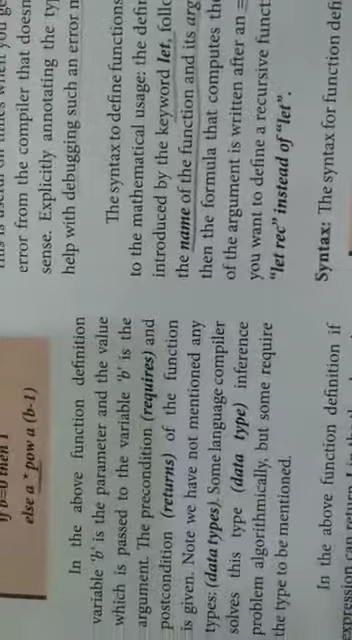 if b=0 then 1
else a * pow a (b-1)
In the above function definition
variable 'b' is the parameter and the value
which is passed to the variable 'b' is the
argument. The precondition (requires) and
postcondition (returns) of the function
is given. Note we have not mentioned any
types: (data types). Some language compiler
solves this type (data type) inference
problem algorithmically, but some require
the type to be mentioned.
In the above function definition if
expression can return 1 in the
error from the compiler that doesn
sense. Explicitly annotating the
help with debugging such an error
The syntax to define functions
to the mathematical usage: the
introduced by the keyword let,
the name of the function and its
then the formula that computes
of the argument is written after an =
you want to define a recursive
"let rec" instead of "let".
Syntax: The syntax for function